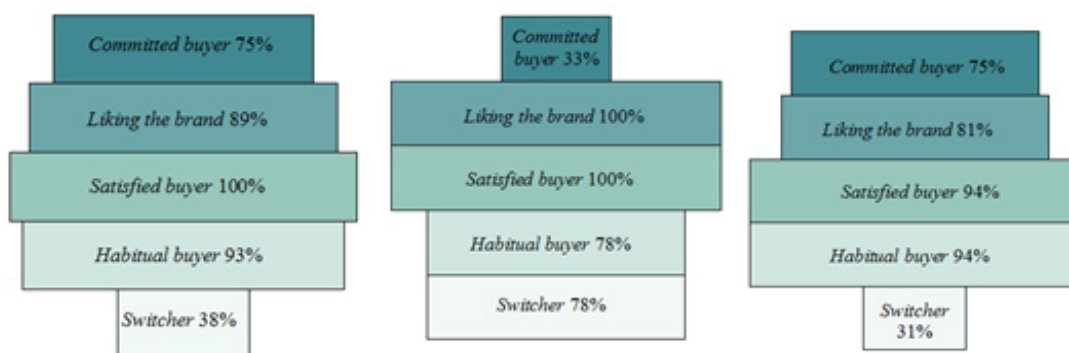 Committed buyer 75%
Liking the brand 89%
Satisfied buyer 100%
Habitual buyer 93%
Switcher 38%
Committed
buyer 33%
Liking the brand 100%
Satisfied buyer 100%
Habitual buyer 78%
Switcher 78%
Committed buyer 75%
Liking the brand 81%
Satisfied buyer 94%
Habitual buyer 94%
Switcher
31%